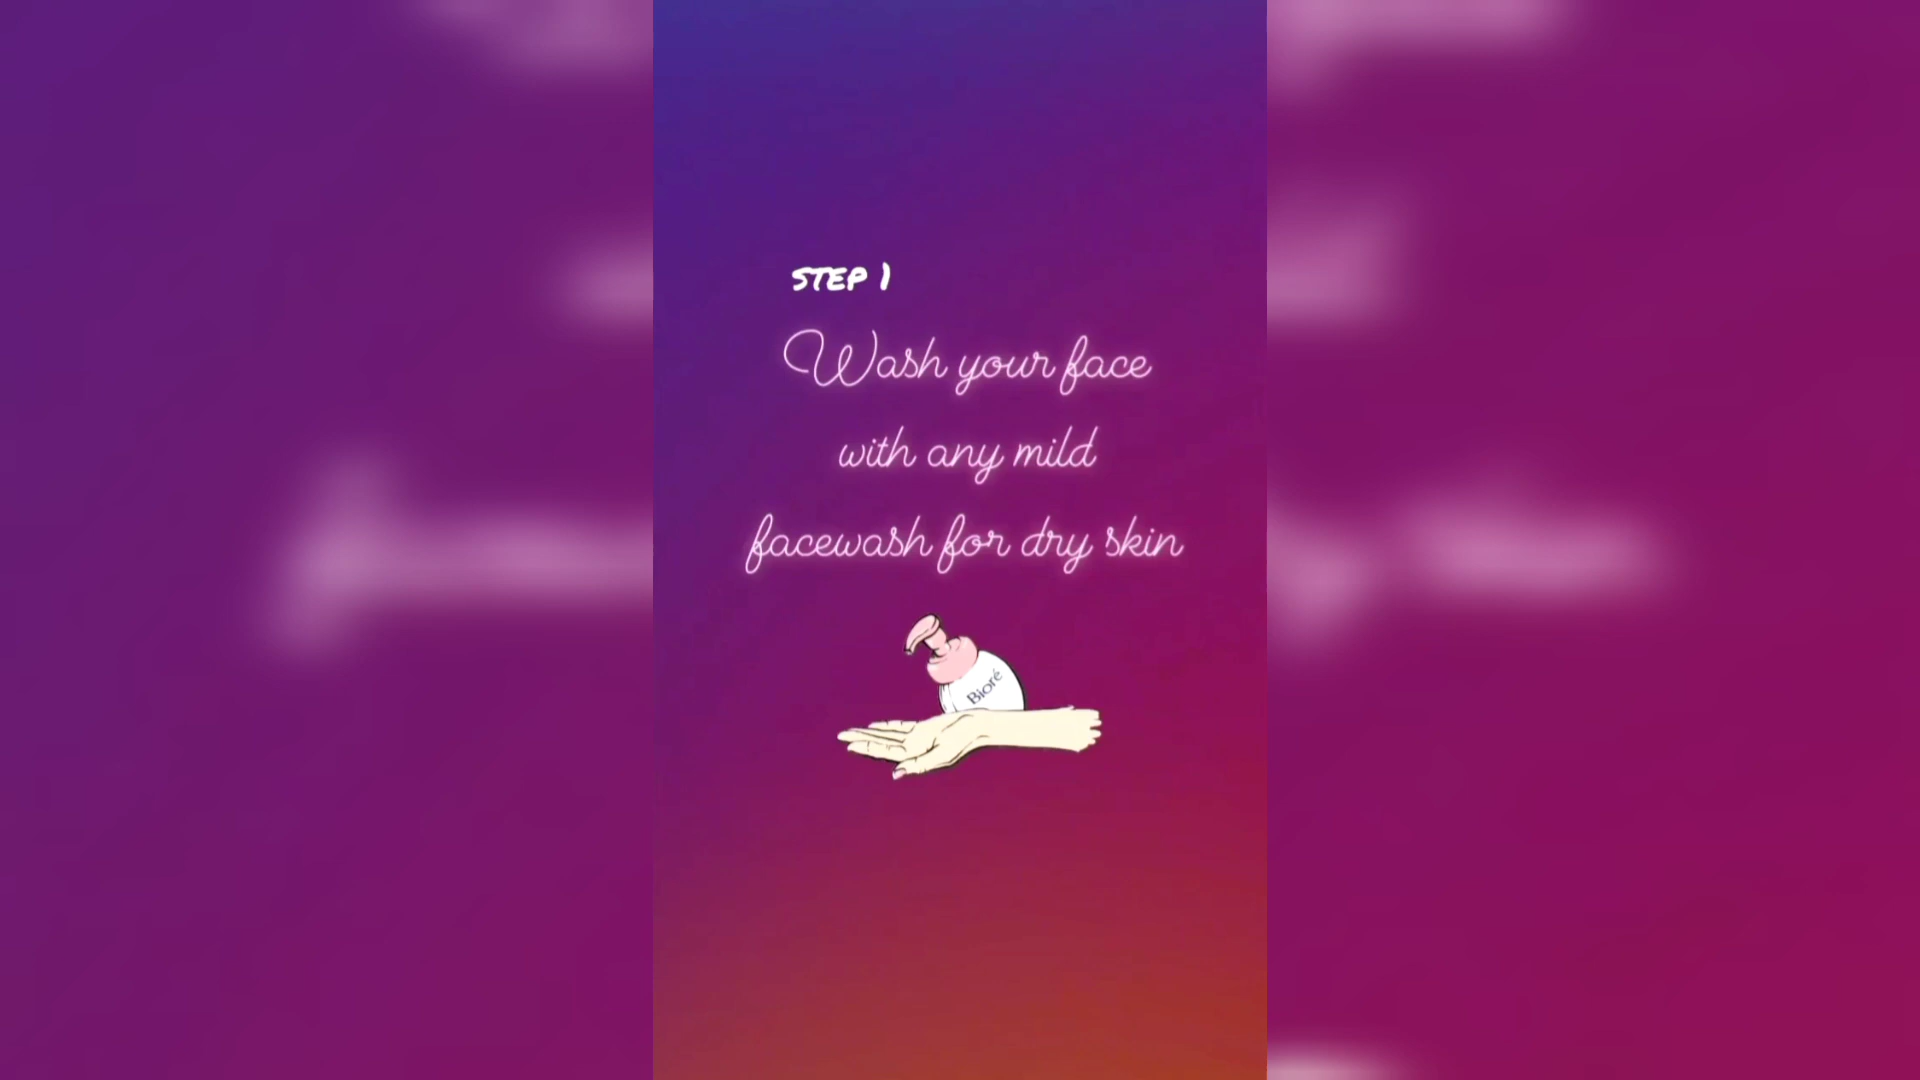 STEP 1
Wash your face
with any mild
facewash for dry skin
Bioré